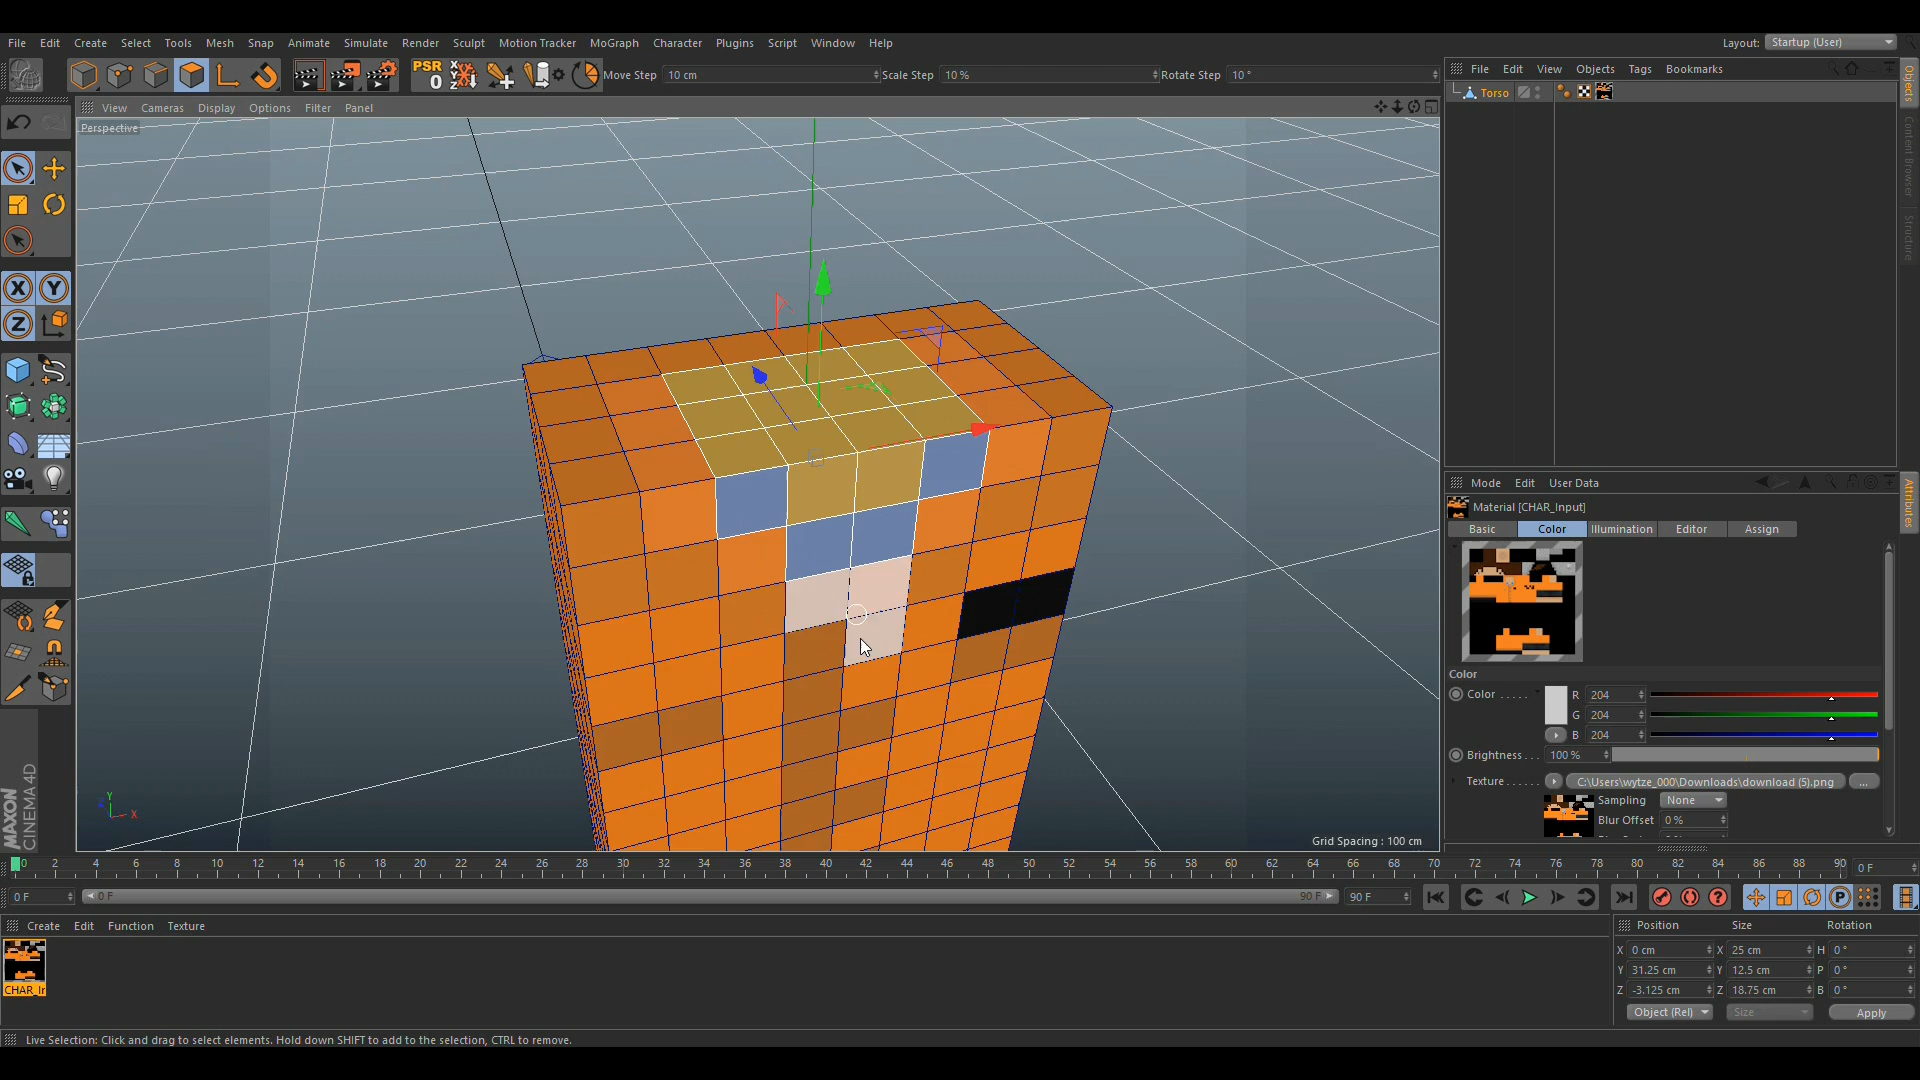 File Edit Create Select Tools Mesh Snap Animate Simulate Render Sculpt Motion Tracker MoGraph Character Plugins Script Window Help
Layout: Startup (User)
PSR
0
Move Step 10 cm Scale Step 10 % Rotate Step 10 °
File Edit View Objects Tags Bookmarks
Torso
View Cameras Display Options Filter Panel
Perspective
X Y
Z
Objects
Content Browser
Structure
Mode Edit User Data
Attributes
Material [CHAR_Input]
Basic Color Illumination Editor Assign
Color
Color . . . . . R 204
G 204
B 204
Brightness . . . 100 %
Texture . . . . . . C:\Users\wytze_000\Downloads\download (5).png ...
Sampling None
Blur Offset 0 %
Y
Z X
Grid Spacing : 100 cm
MAXON
CINEMA 4D
0 2 4 6 8 10 12 14 16 18 20 22 24 26 28 30 32 34 36 38 40 42 44 46 48 50 52 54 56 58 60 62 64 66 68 70 72 74 76 78 80 82 84 86 88 90 0 F
0 F 0 F 90 F 90 F
Create Edit Function Texture
CHAR_Ir
Position Size Rotation
X 0 cm X 25 cm H 0 °
Y 31.25 cm Y 12.5 cm P 0 °
Z -3.125 cm Z 18.75 cm B 0 °
Object (Rel) Size Apply
Live Selection: Click and drag to select elements. Hold down SHIFT to add to the selection, CTRL to remove.